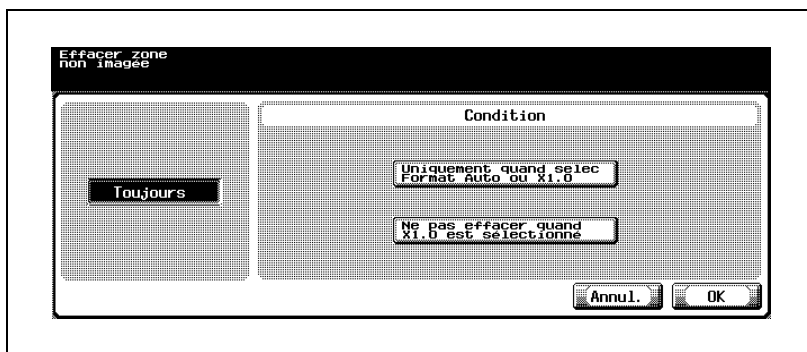 Effacer zone
non imagée
Condition
Toujours
Uniquement quand selec
Format Auto ou X1.0
Ne pas effacer quand
X1.0 est sélectionné
Annul.
OK